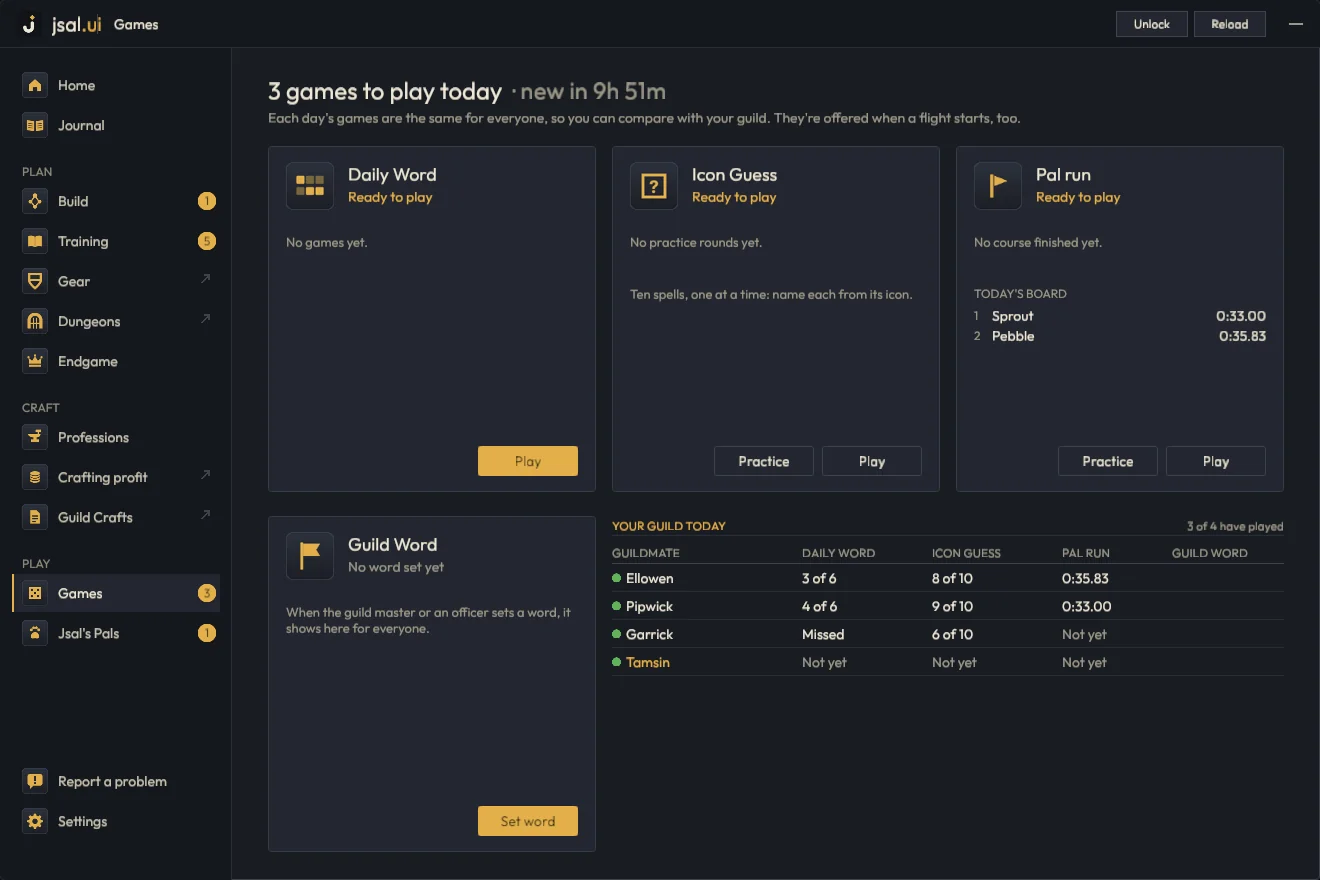 jsal.ui Games
Unlock
Reload
Home
Journal
PLAN
Build 1
Training 5
Gear
Dungeons
Endgame
CRAFT
Professions
Crafting profit
Guild Crafts
PLAY
Games 3
Jsal's Pals 1
Report a problem
Settings
3 games to play today · new in 9h 51m
Each day's games are the same for everyone, so you can compare with your guild. They're offered when a flight starts, too.
Daily Word
Ready to play
No games yet.
Play
Icon Guess
Ready to play
No practice rounds yet.
Ten spells, one at a time: name each from its icon.
Practice Play
Pal run
Ready to play
No course finished yet.
TODAY'S BOARD
1 Sprout 0:33.00
2 Pebble 0:35.83
Practice Play
Guild Word
No word set yet
When the guild master or an officer sets a word, it
shows here for everyone.
Set word
YOUR GUILD TODAY 3 of 4 have played
GUILDMATE DAILY WORD ICON GUESS PAL RUN GUILD WORD
Ellowen 3 of 6 8 of 10 0:35.83
Pipwick 4 of 6 9 of 10 0:33.00
Garrick Missed 6 of 10 Not yet
Tamsin Not yet Not yet Not yet